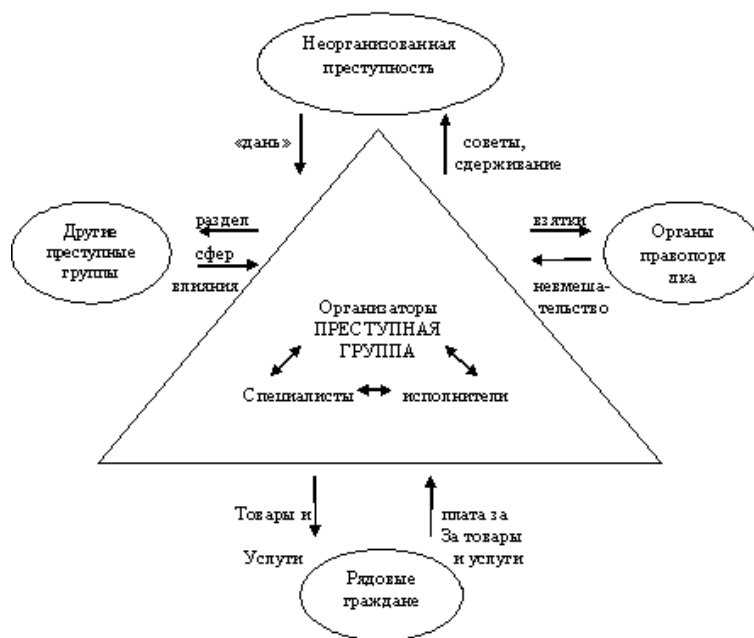 Неорганизованная
преступность
«дань»
советы,
сдерживание
Другие
преступные
группы
раздел
сфер
влияния
взятки
невмеша-
тельство
Органы
правопоря
дка
Организаторы
ПРЕСТУПНАЯ
ГРУППА
Специалисты
исполнители
Товары и
Услути
плата за
За товары
и услуги
Рядовые
граждане